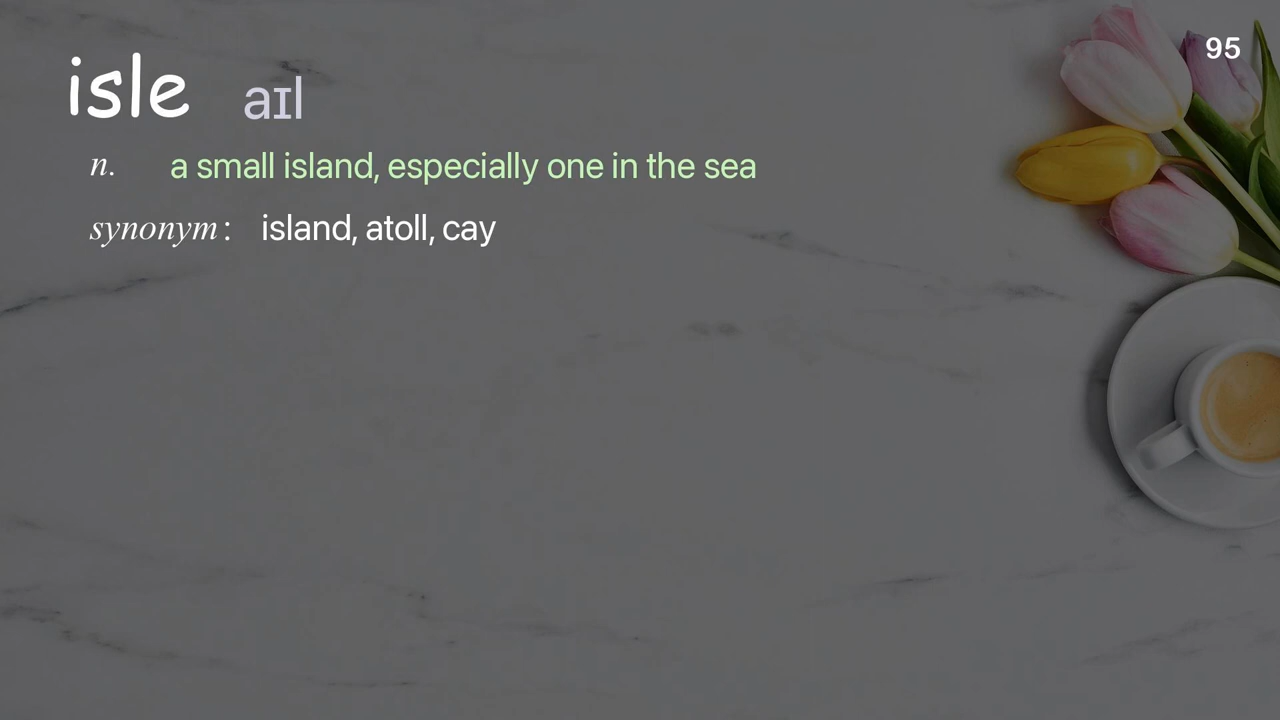 95
isle aɪl
n. a small island, especially one in the sea
synonym: island, atoll, cay